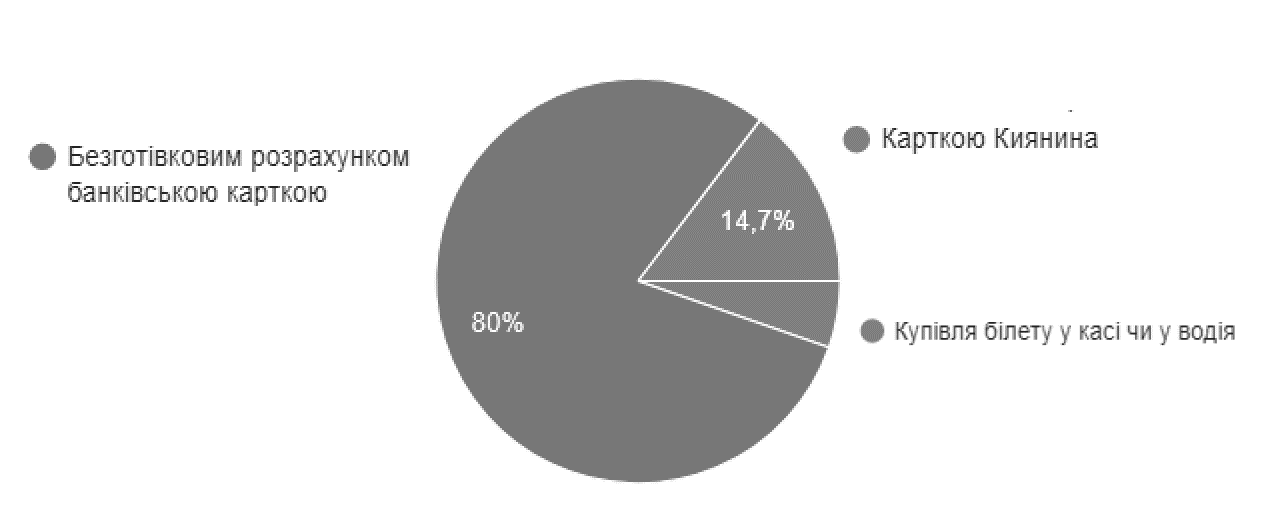 Безготівковим розрахунком
банківською карткою
Карткою Киянина
14,7%
80%
Купівля білету у касі чи у водія